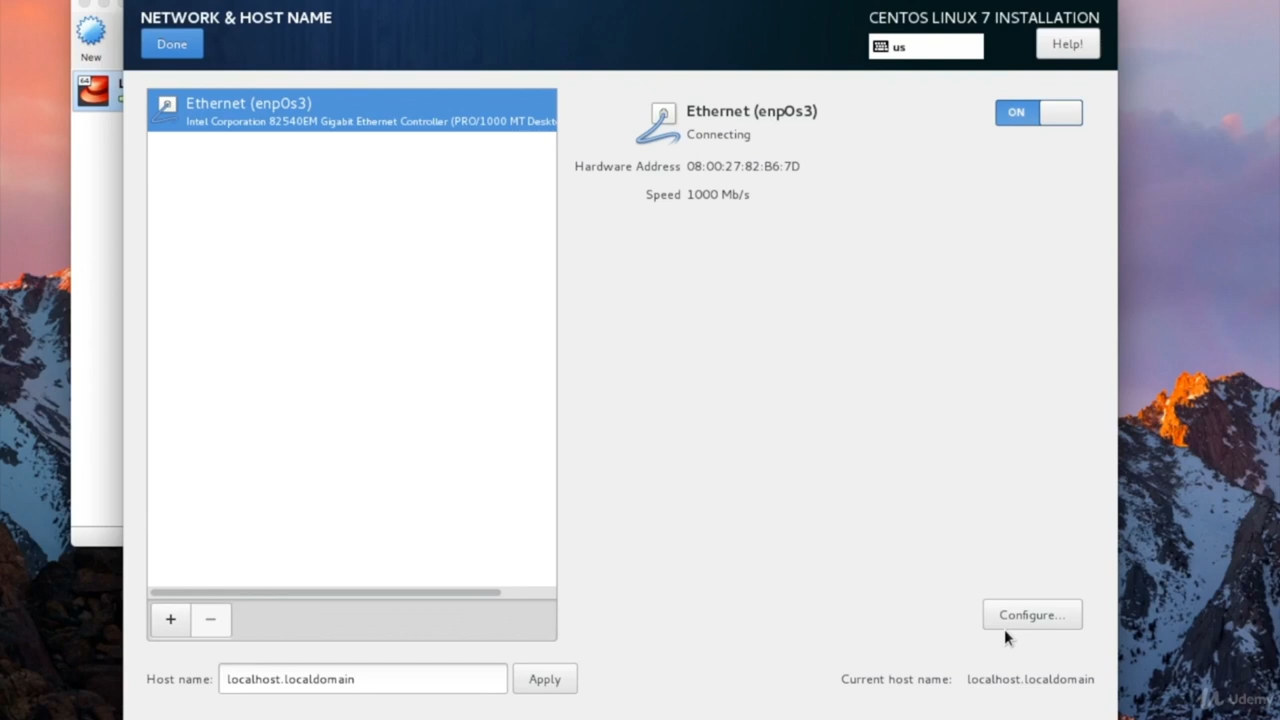 NETWORK & HOST NAME
CENTOS LINUX 7 INSTALLATION
Done
us
Help!
New
64
Ethernet (enp0s3)
Intel Corporation 82540EM Gigabit Ethernet Controller (PRO/1000 MT Deskt
Ethernet (enp0s3)
Connecting
ON
Hardware Address 08:00:27:82:B6:7D
Speed 1000 Mb/s
+ −
Configure...
Host name: localhost.localdomain
Apply
Current host name: localhost.localdomain
Udemy